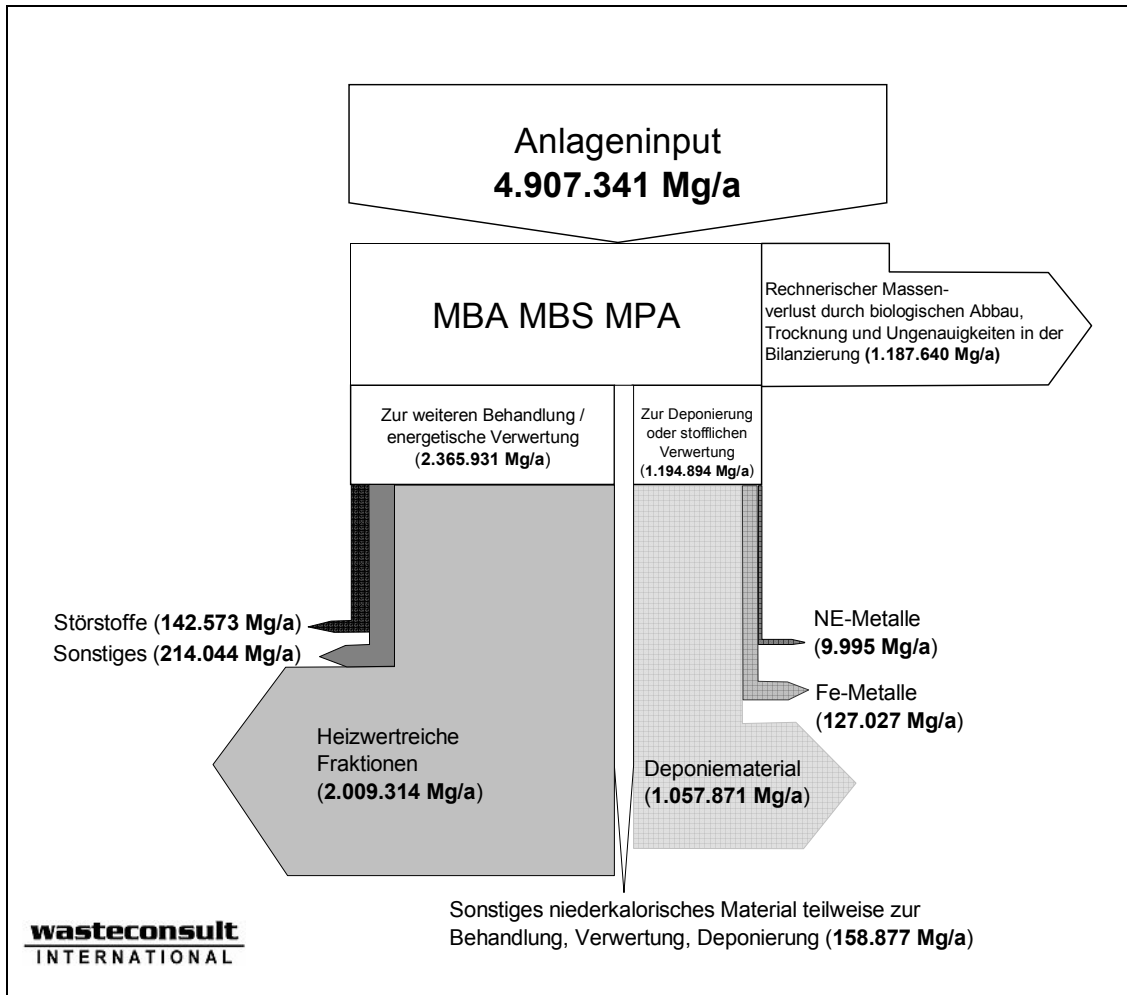 Anlageninput
4.907.341 Mg/a
MBA MBS MPA
Rechnerischer Massen-
verlust durch biologischen Abbau,
Trocknung und Ungenauigkeiten in der
Bilanzierung (1.187.640 Mg/a)
Zur weiteren Behandlung /
energetische Verwertung
(2.365.931 Mg/a)
Zur Deponierung
oder stofflichen
Verwertung
(1.194.894 Mg/a)
Störstoffe (142.573 Mg/a)
Sonstiges (214.044 Mg/a)
NE-Metalle
(9.995 Mg/a)
Fe-Metalle
(127.027 Mg/a)
Heizwertreiche
Fraktionen
(2.009.314 Mg/a)
Deponiematerial
(1.057.871 Mg/a)
Sonstiges niederkalorisches Material teilweise zur
Behandlung, Verwertung, Deponierung (158.877 Mg/a)
wasteconsult
INTERNATIONAL